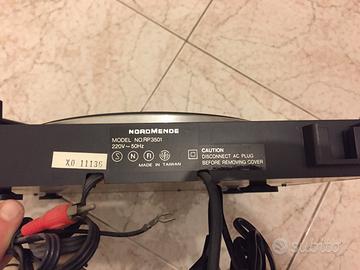 NORDMENDE
MODEL NO.RP3501
220V~50Hz
S N D FI
MADE IN TAIWAN
X0 11136
CAUTION
DISCONNECT AC PLUG
BEFORE REMOVING COVER
subito